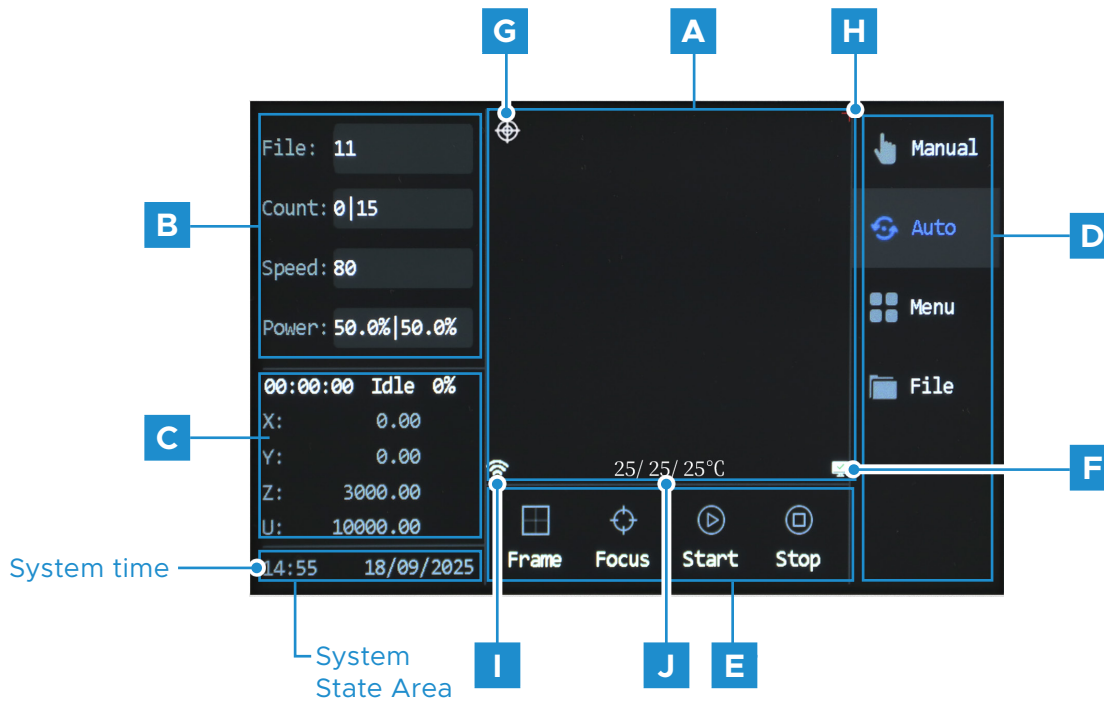 G
A
H
File: 11
Count: 0|15
Speed: 80
Power: 50.0%|50.0%
B
00:00:00 Idle 0%
X: 0.00
Y: 0.00
Z: 3000.00
U: 10000.00
C
14:55 18/09/2025
System time
System
State Area
25/ 25/ 25°C
Frame Focus Start Stop
I
J
E
Manual
Auto
Menu
File
D
F